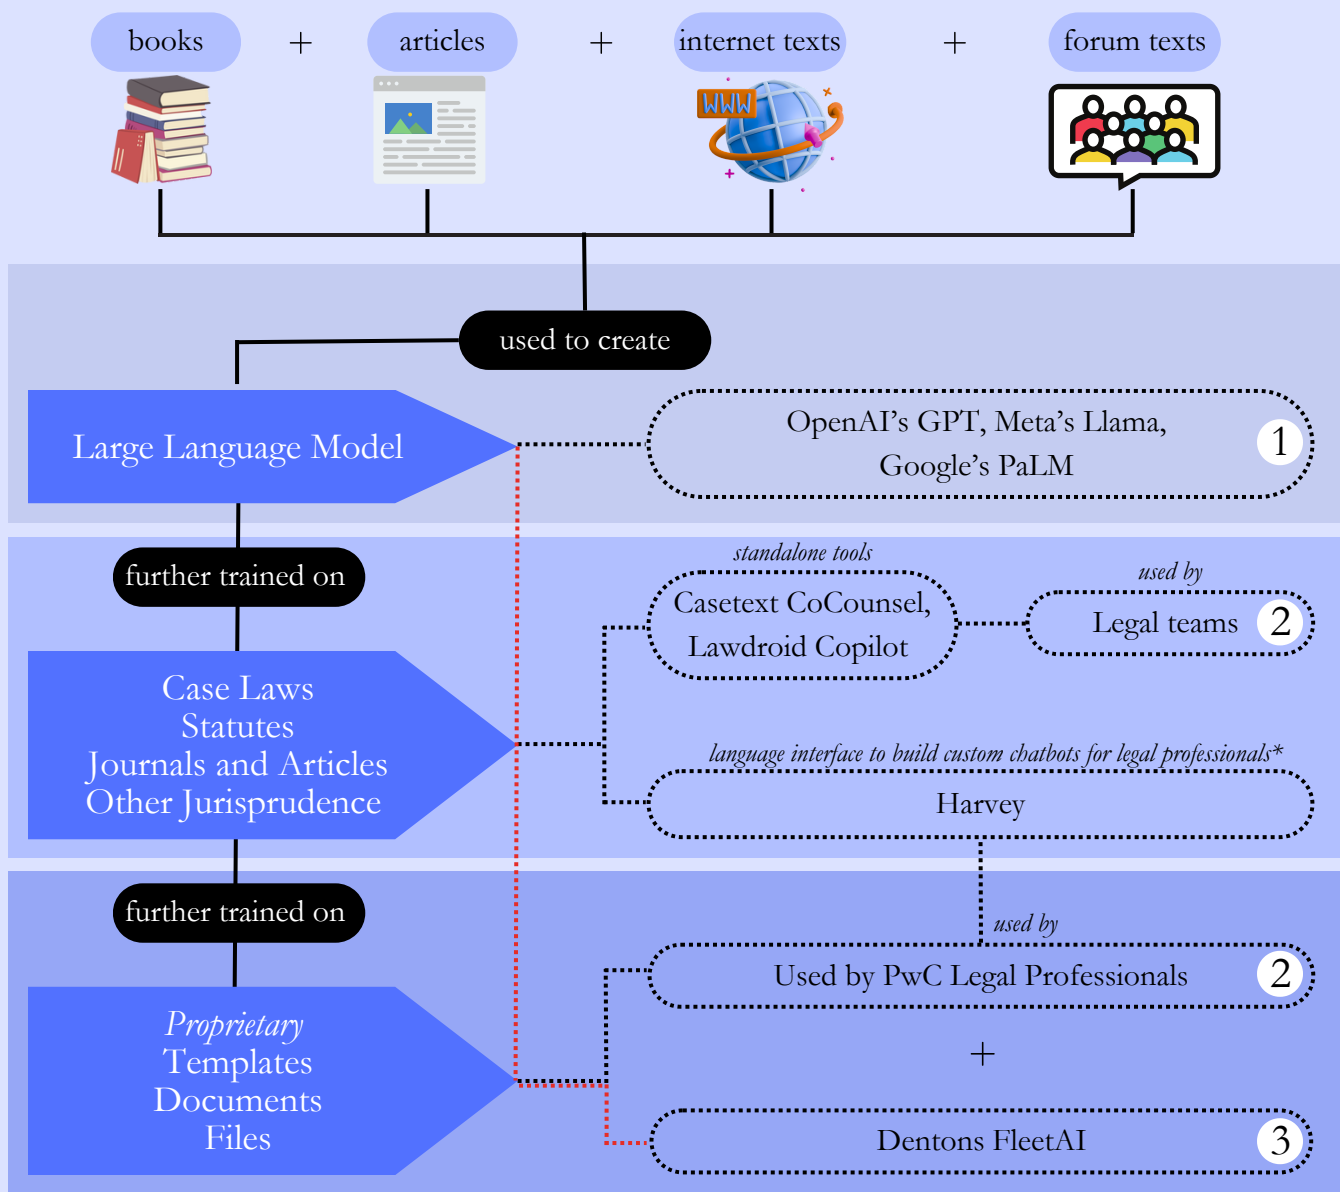 books + articles + internet texts + forum texts
WWW
used to create
Large Language Model
OpenAI's GPT, Meta's Llama,
Google's PaLM
1
further trained on
standalone tools
Casetext CoCounsel,
Lawdroid Copilot
used by
Legal teams 2
Case Laws
Statutes
Journals and Articles
Other Jurisprudence
language interface to build custom chatbots for legal professionals*
Harvey
further trained on
used by
Used by PwC Legal Professionals 2
+
Proprietary
Templates
Documents
Files
Dentons FleetAI 3